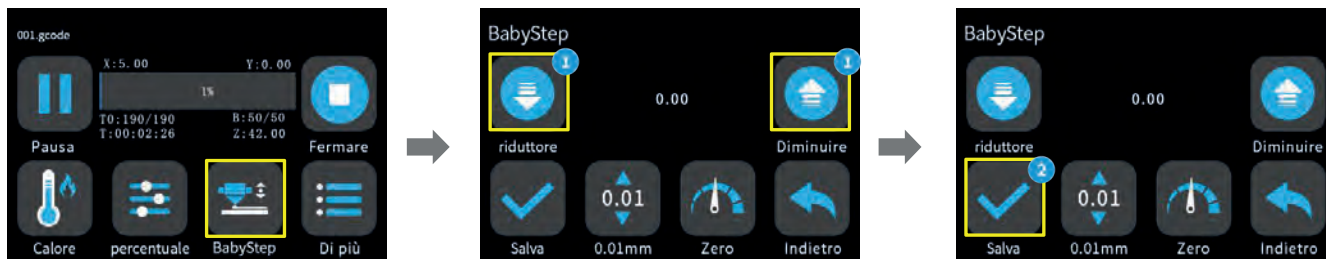 001.gcode
X:5.00 Y:0.00
1%
T0:190/190 B:50/50
T:00:02:26 Z:42.00
Pausa Fermare
Calore percentuale BabyStep Di più
BabyStep
1 1
0.00
riduttore Diminuire
0.01
Salva 0.01mm Zero Indietro
BabyStep
0.00
riduttore Diminuire
2
0.01
Salva 0.01mm Zero Indietro